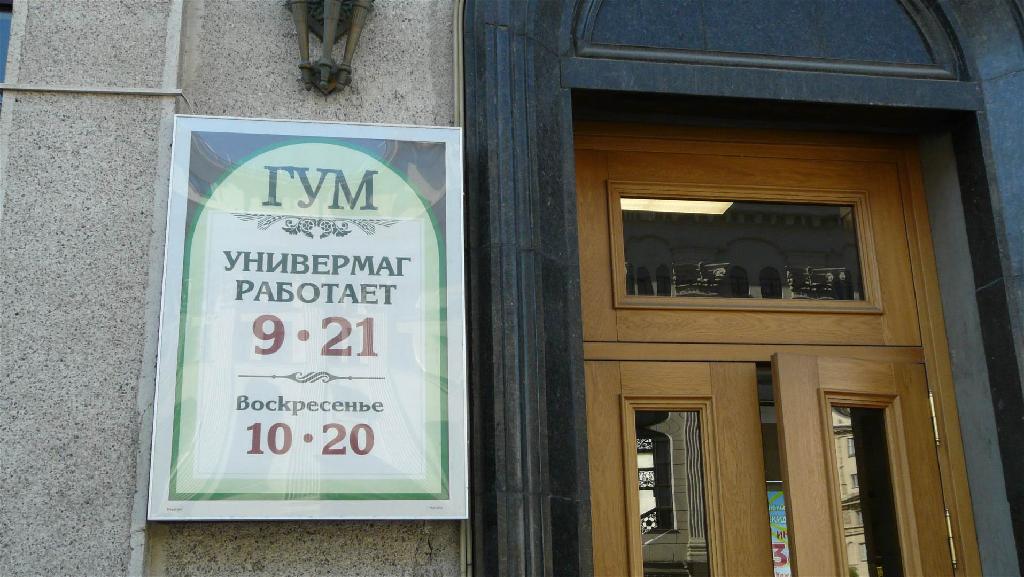 ГУМ
УНИВЕРМАГ
РАБОТАЕТ
9•21
Воскресенье
10•20